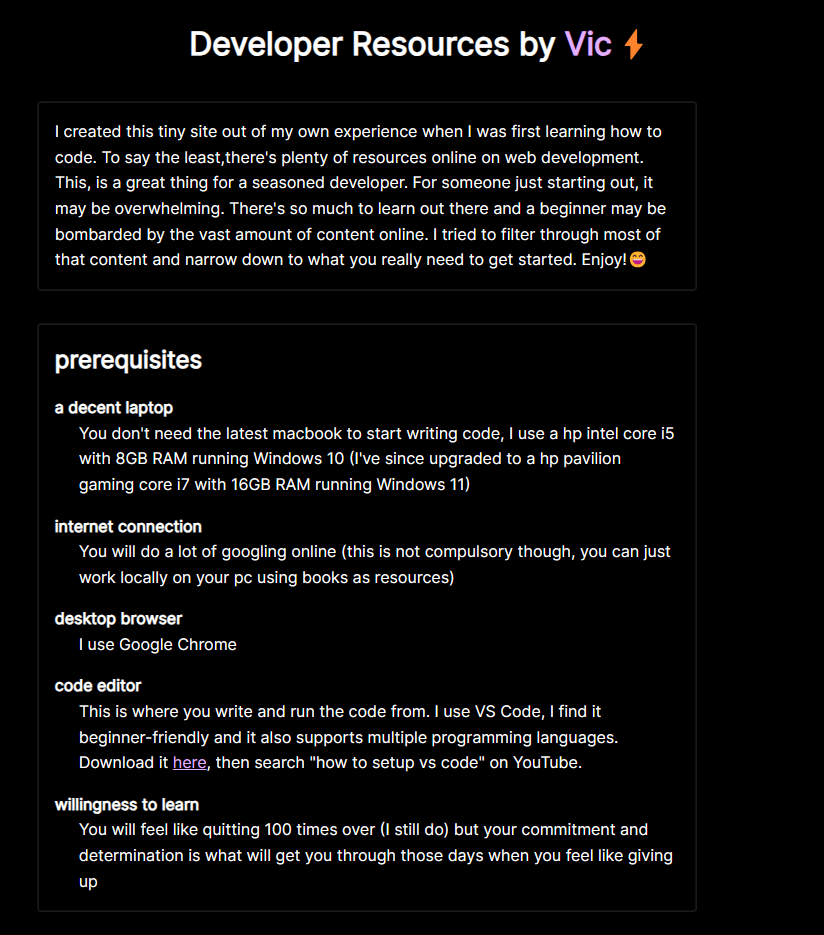 Developer Resources by Vic ⚡
I created this tiny site out of my own experience when I was first learning how to
code. To say the least,there's plenty of resources online on web development.
This, is a great thing for a seasoned developer. For someone just starting out, it
may be overwhelming. There's so much to learn out there and a beginner may be
bombarded by the vast amount of content online. I tried to filter through most of
that content and narrow down to what you really need to get started. Enjoy!😄
prerequisites
a decent laptop
You don't need the latest macbook to start writing code, I use a hp intel core i5
with 8GB RAM running Windows 10 (I've since upgraded to a hp pavilion
gaming core i7 with 16GB RAM running Windows 11)
internet connection
You will do a lot of googling online (this is not compulsory though, you can just
work locally on your pc using books as resources)
desktop browser
I use Google Chrome
code editor
This is where you write and run the code from. I use VS Code, I find it
beginner-friendly and it also supports multiple programming languages.
Download it here, then search "how to setup vs code" on YouTube.
willingness to learn
You will feel like quitting 100 times over (I still do) but your commitment and
determination is what will get you through those days when you feel like giving
up